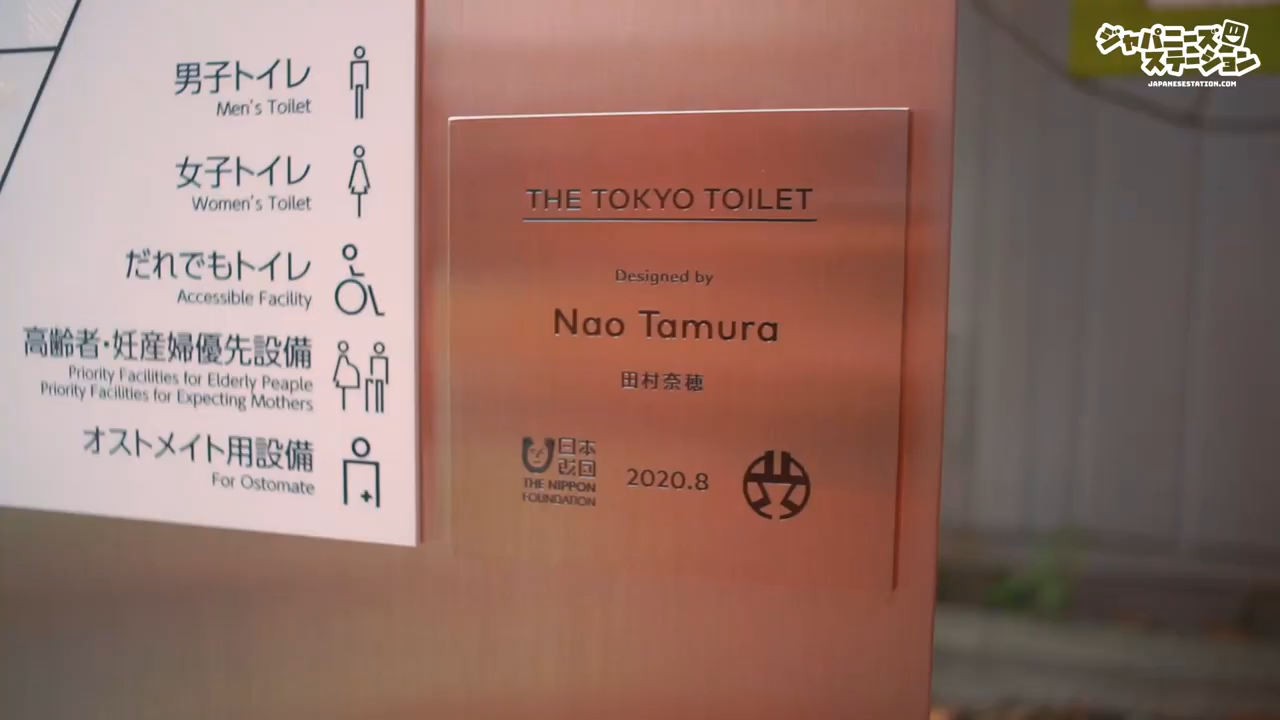 男子トイレ
Men's Toilet
女子トイレ
Women's Toilet
だれでもトイレ
Accessible Facility
高齢者・妊産婦優先設備
Priority Facilities for Elderly Peaple
Priority Facilities for Expecting Mothers
オストメイト用設備
For Ostomate
THE TOKYO TOILET
Designed by
Nao Tamura
田村奈穂
日本
財団
THE NIPPON
FOUNDATION
2020.8
ジャパニーズ
ステーション
JAPANESESTATION.COM